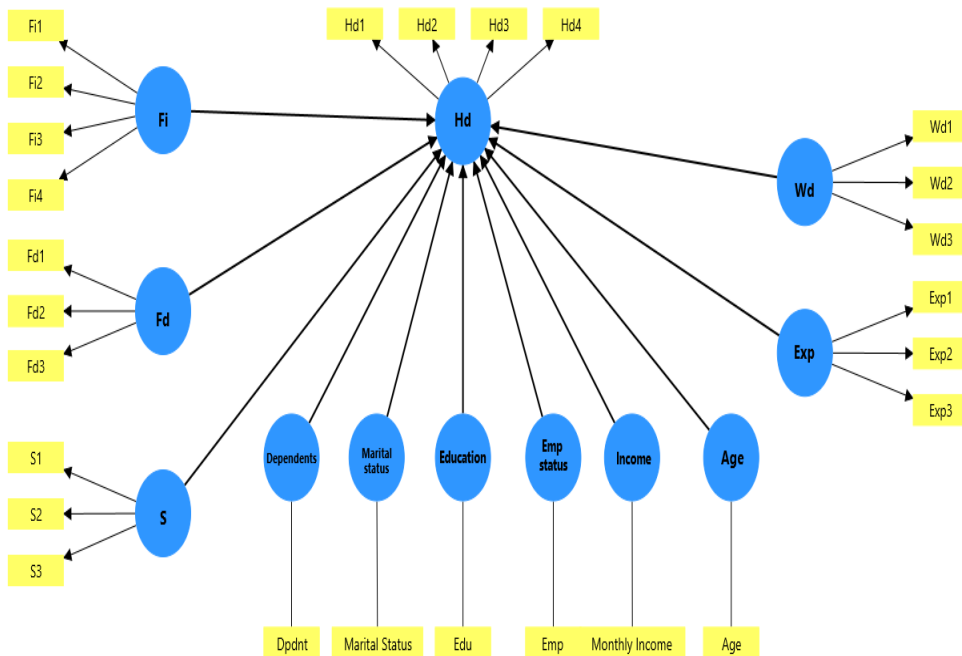 Fi1
Fi2
Fi3
Fi4
Fi
Hd1
Hd2
Hd3
Hd4
Hd
Wd1
Wd2
Wd3
Wd
Fd1
Fd2
Fd3
Fd
Exp1
Exp2
Exp3
Exp
S1
S2
S3
S
Dependents
Marital
status
Education
Emp
status
Income
Age
Dpdnt
Marital Status
Edu
Emp
Monthly Income
Age